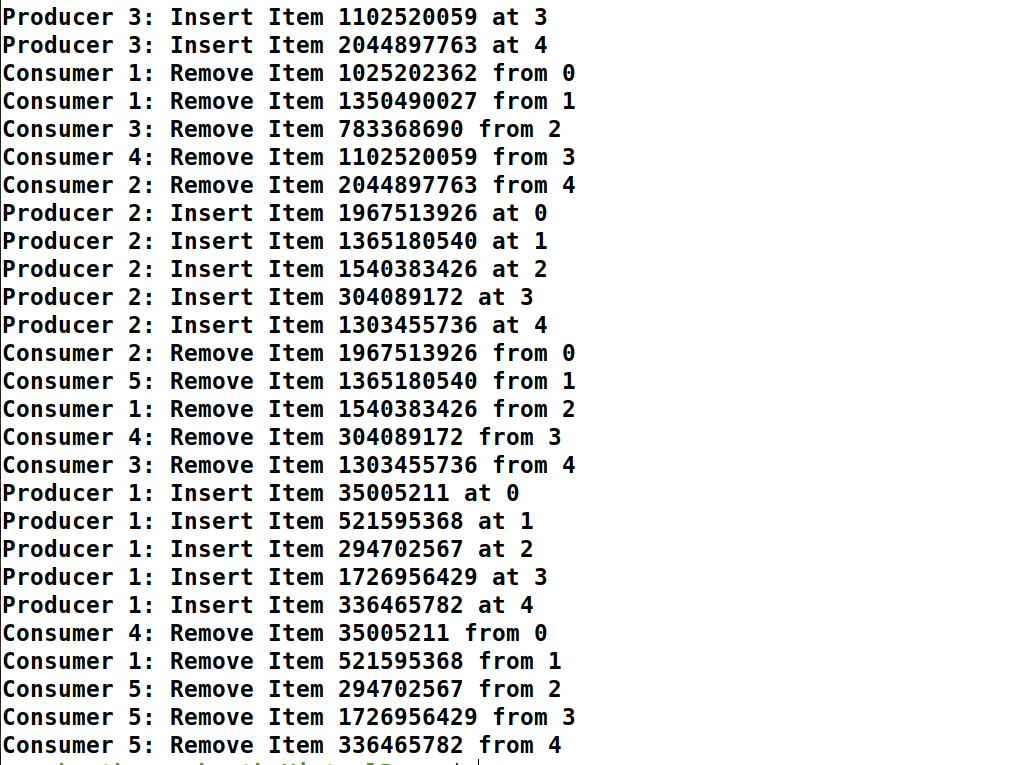 Producer 3: Insert Item 1102520059 at 3
Producer 3: Insert Item 2044897763 at 4
Consumer 1: Remove Item 1025202362 from 0
Consumer 1: Remove Item 1350490027 from 1
Consumer 3: Remove Item 783368690 from 2
Consumer 4: Remove Item 1102520059 from 3
Consumer 2: Remove Item 2044897763 from 4
Producer 2: Insert Item 1967513926 at 0
Producer 2: Insert Item 1365180540 at 1
Producer 2: Insert Item 1540383426 at 2
Producer 2: Insert Item 304089172 at 3
Producer 2: Insert Item 1303455736 at 4
Consumer 2: Remove Item 1967513926 from 0
Consumer 5: Remove Item 1365180540 from 1
Consumer 1: Remove Item 1540383426 from 2
Consumer 4: Remove Item 304089172 from 3
Consumer 3: Remove Item 1303455736 from 4
Producer 1: Insert Item 35005211 at 0
Producer 1: Insert Item 521595368 at 1
Producer 1: Insert Item 294702567 at 2
Producer 1: Insert Item 1726956429 at 3
Producer 1: Insert Item 336465782 at 4
Consumer 4: Remove Item 35005211 from 0
Consumer 1: Remove Item 521595368 from 1
Consumer 5: Remove Item 294702567 from 2
Consumer 5: Remove Item 1726956429 from 3
Consumer 5: Remove Item 336465782 from 4